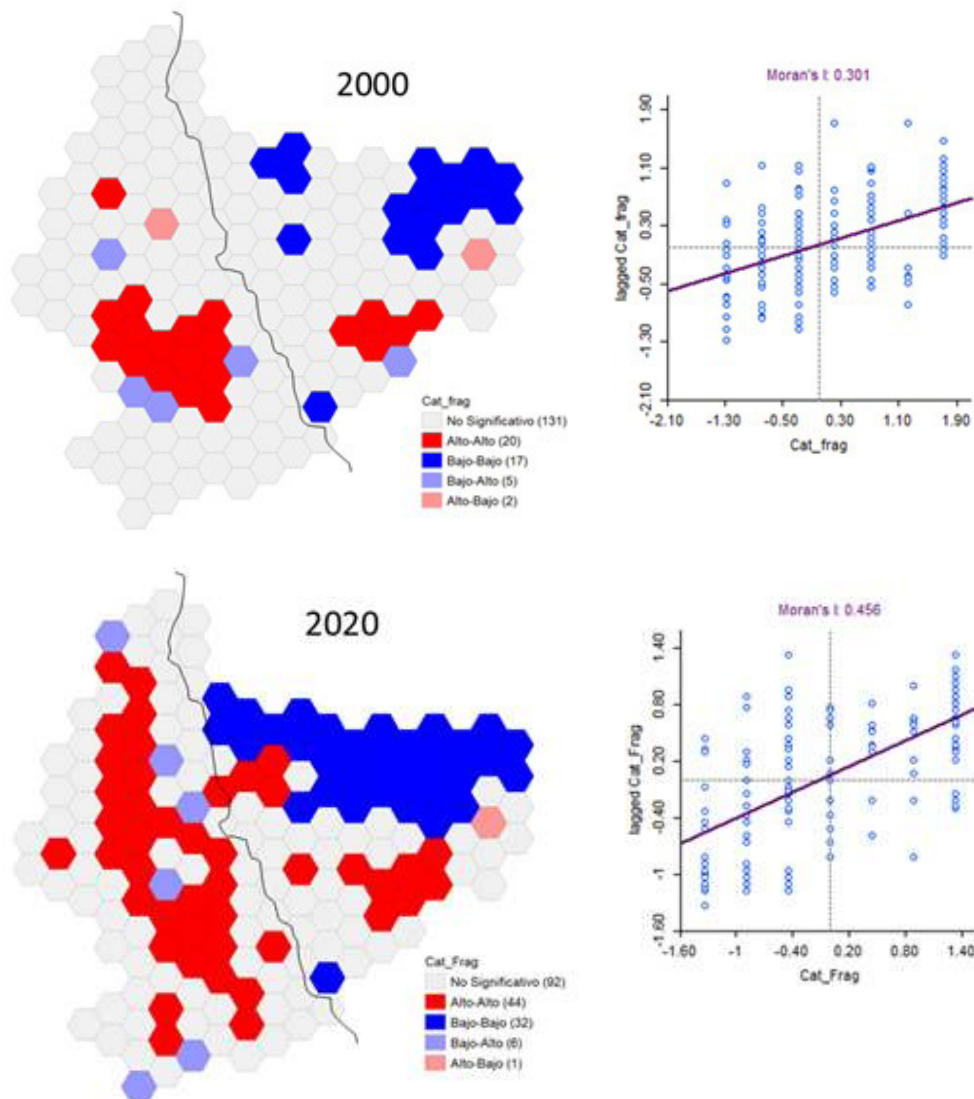 2000
Cat_frag
No Significativo (131)
Alto-Alto (20)
Bajo-Bajo (17)
Bajo-Alto (5)
Alto-Bajo (2)
Moran's I: 0.301
lagged Cat_frag
1.90
1.10
0.30
-0.50
-1.30
-2.10
-2.10 -1.30 -0.50 0.30 1.10 1.90
Cat_frag
2020
Cat_Frag:
No Significativo (92)
Alto-Alto (44)
Bajo-Bajo (32)
Bajo-Alto (6)
Alto-Bajo (1)
Moran's I: 0.456
lagged Cat_Frag
1.40
0.80
0.20
-0.40
-1
-1.60
-1.60 -1 -0.40 0.20 0.80 1.40
Cat_Frag